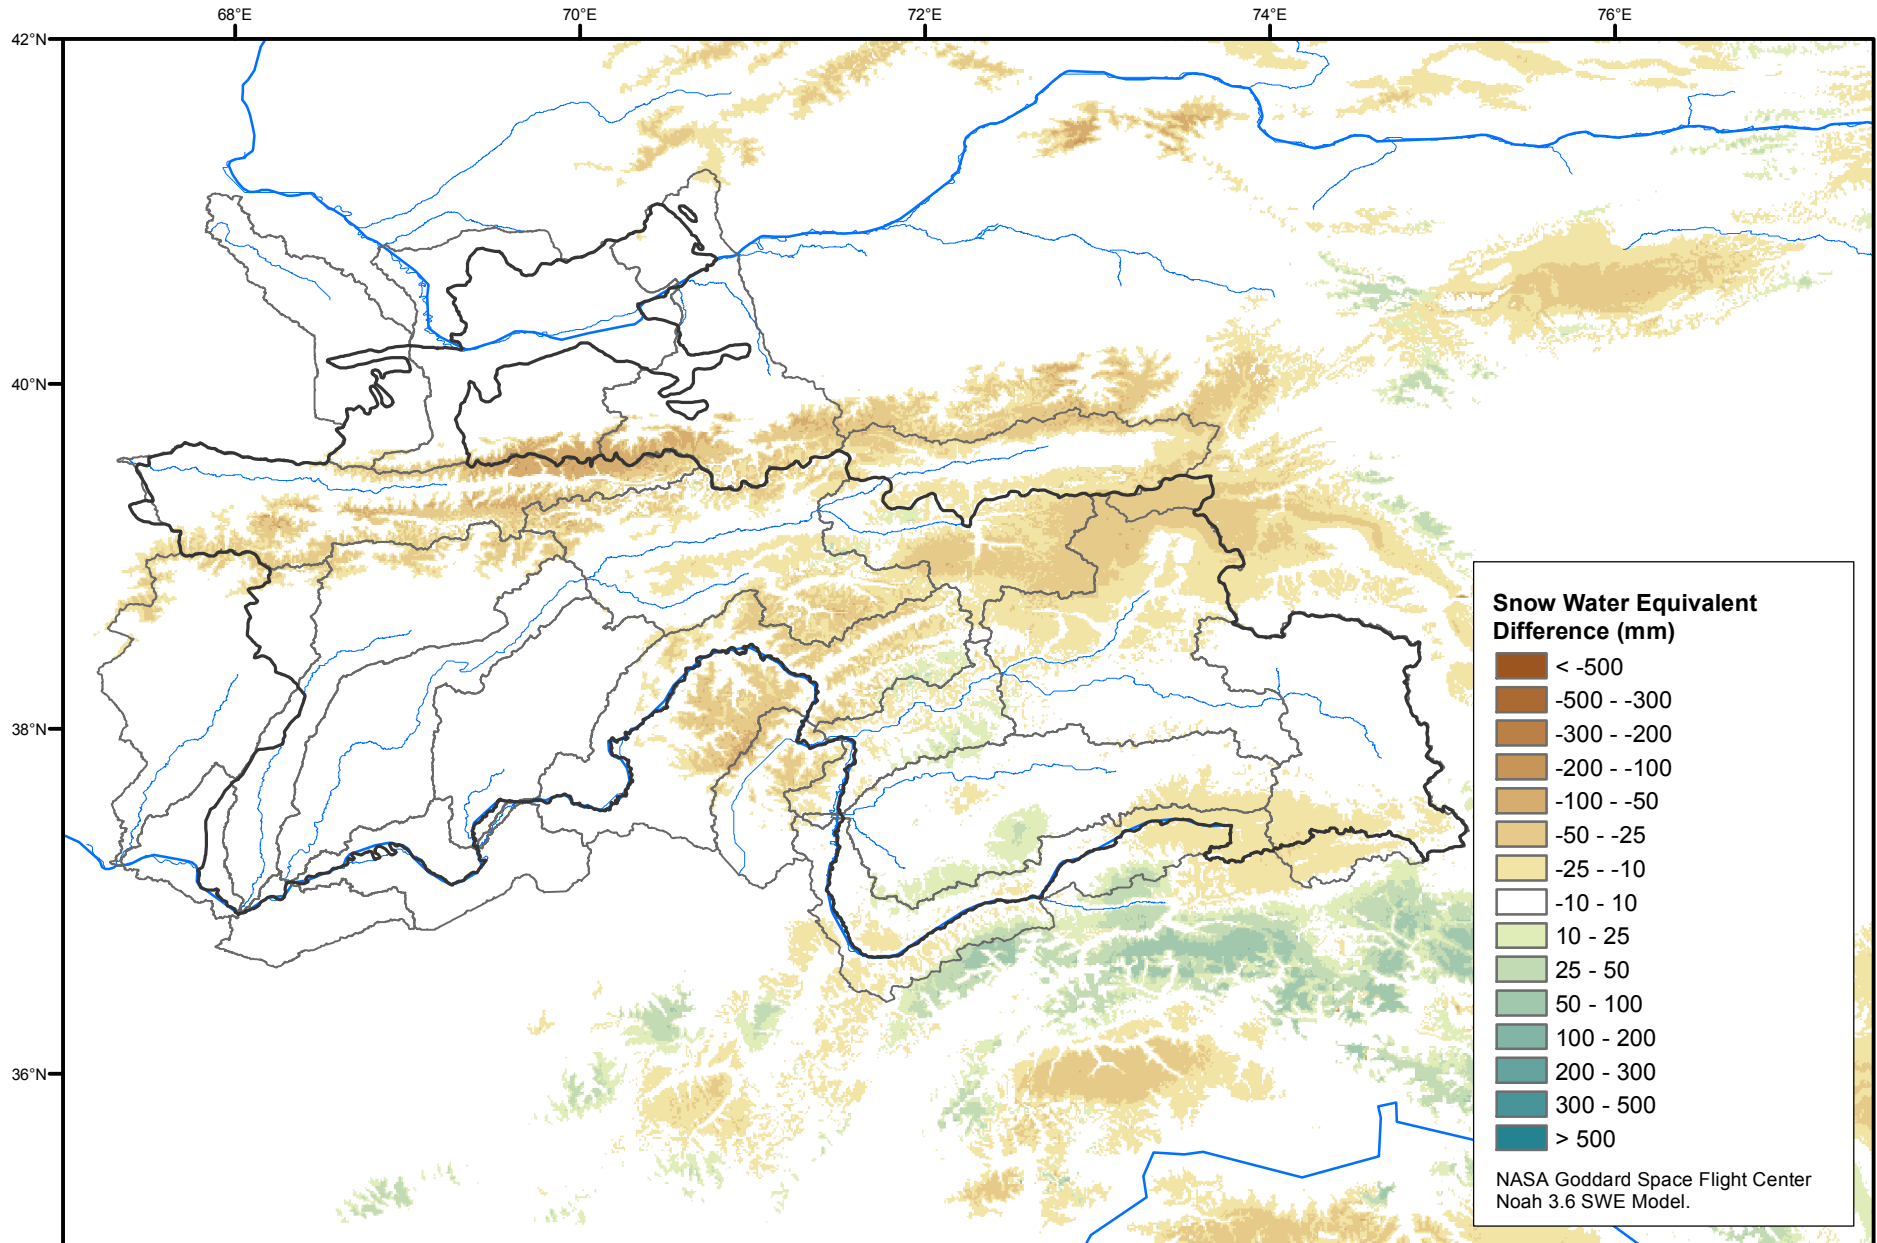 68°E 70°E 72°E 74°E 76°E
42°N
40°N
38°N
36°N
Snow Water Equivalent
Difference (mm)
< -500
-500 - -300
-300 - -200
-200 - -100
-100 - -50
-50 - -25
-25 - -10
-10 - 10
10 - 25
25 - 50
50 - 100
100 - 200
200 - 300
300 - 500
> 500
NASA Goddard Space Flight Center
Noah 3.6 SWE Model.